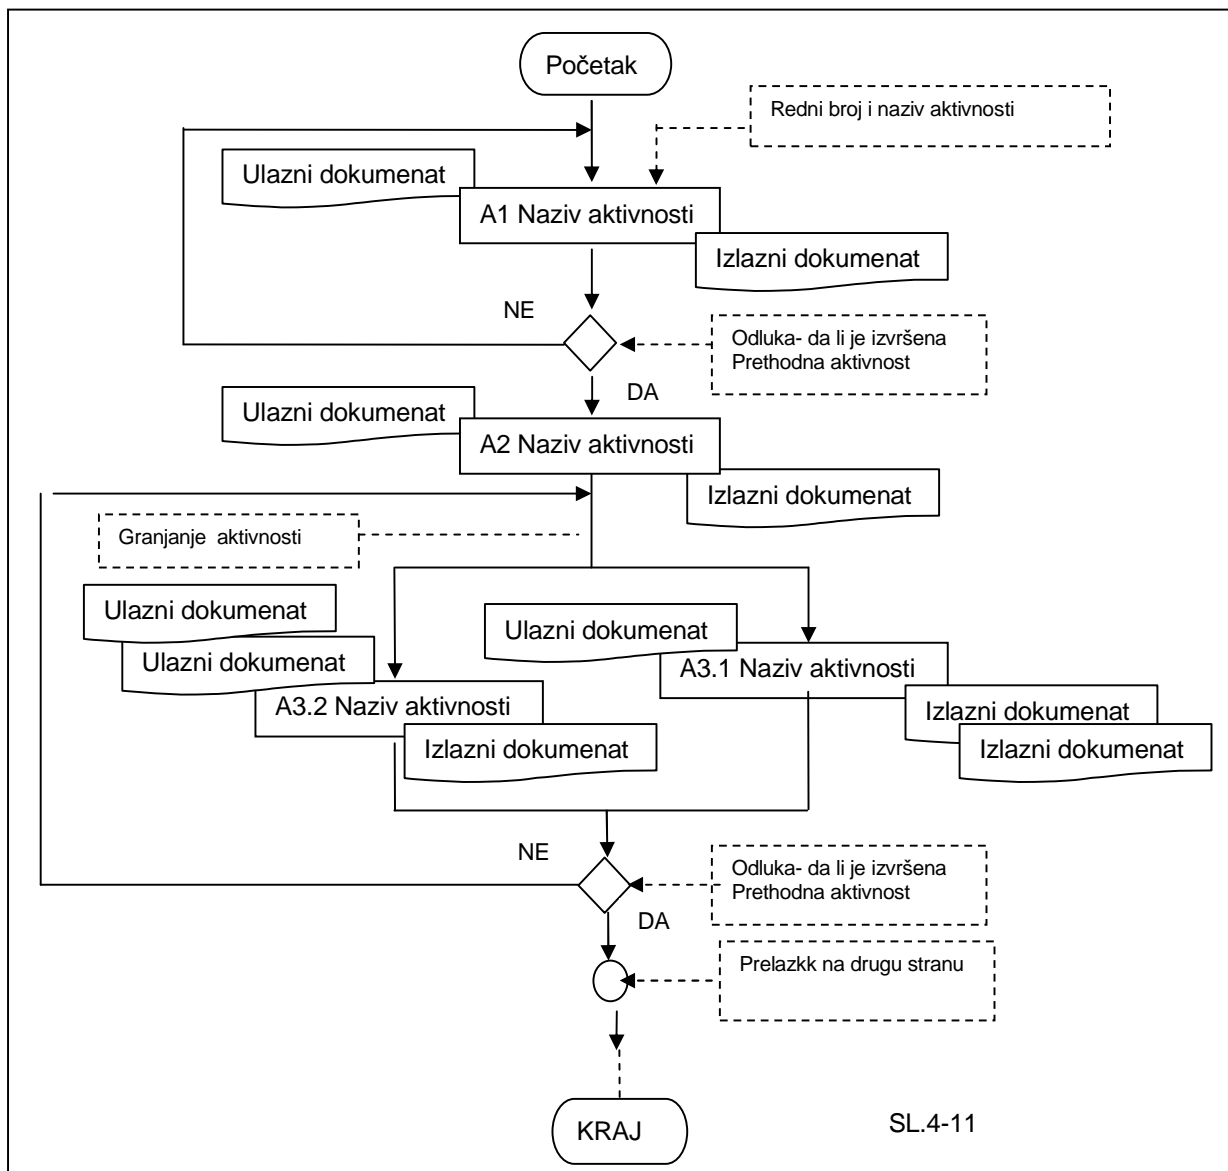 Početak
Redni broj i naziv aktivnosti
Ulazni dokumenat
A1 Naziv aktivnosti
Izlazni dokumenat
NE
Odluka- da li je izvršena
Prethodna aktivnost
DA
Ulazni dokumenat
A2 Naziv aktivnosti
Izlazni dokumenat
Granjanje aktivnosti
Ulazni dokumenat
Ulazni dokumenat
Ulazni dokumenat
A3.1 Naziv aktivnosti
A3.2 Naziv aktivnosti
Izlazni dokumenat
Izlazni dokumenat
Izlazni dokumenat
NE
Odluka- da li je izvršena
Prethodna aktivnost
DA
Prelazkk na drugu stranu
KRAJ
SL.4-11